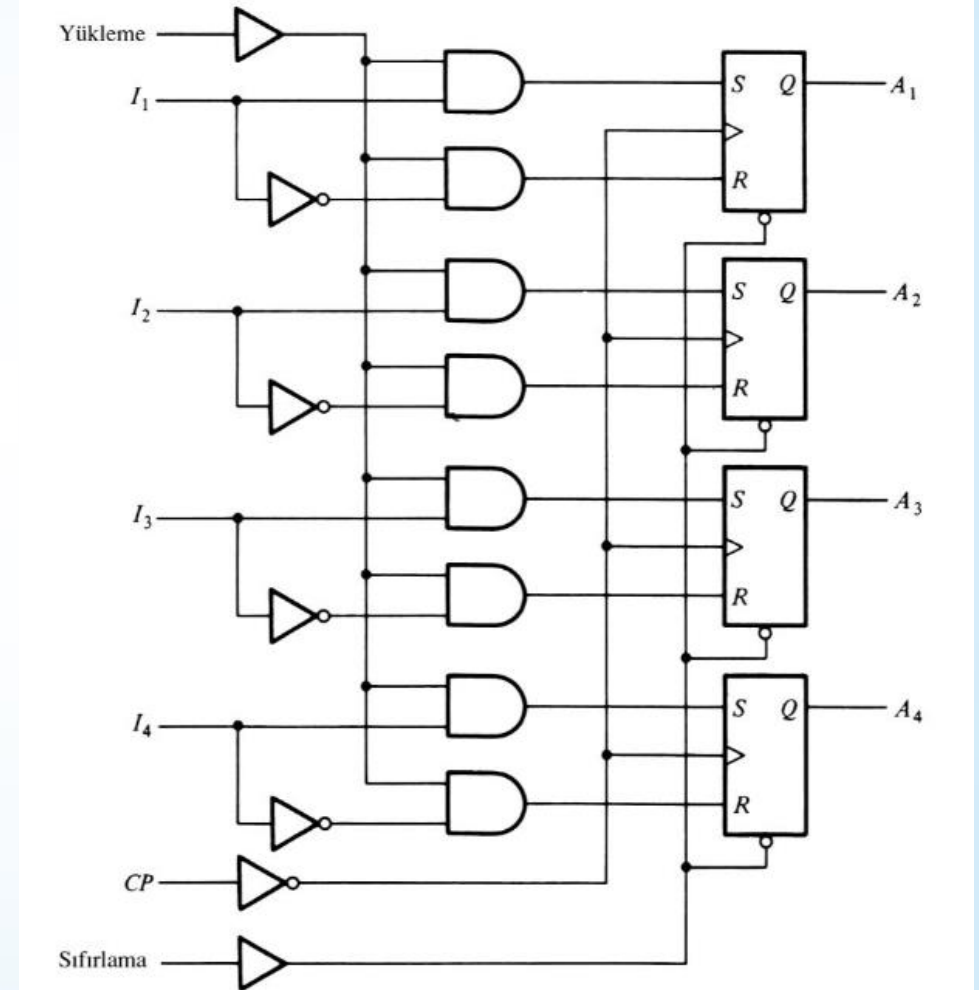 Yükleme
I₁
S Q A₁
R
I₂
S Q A₂
R
I₃
S Q A₃
R
I₄
S Q A₄
R
CP
Sıfırlama